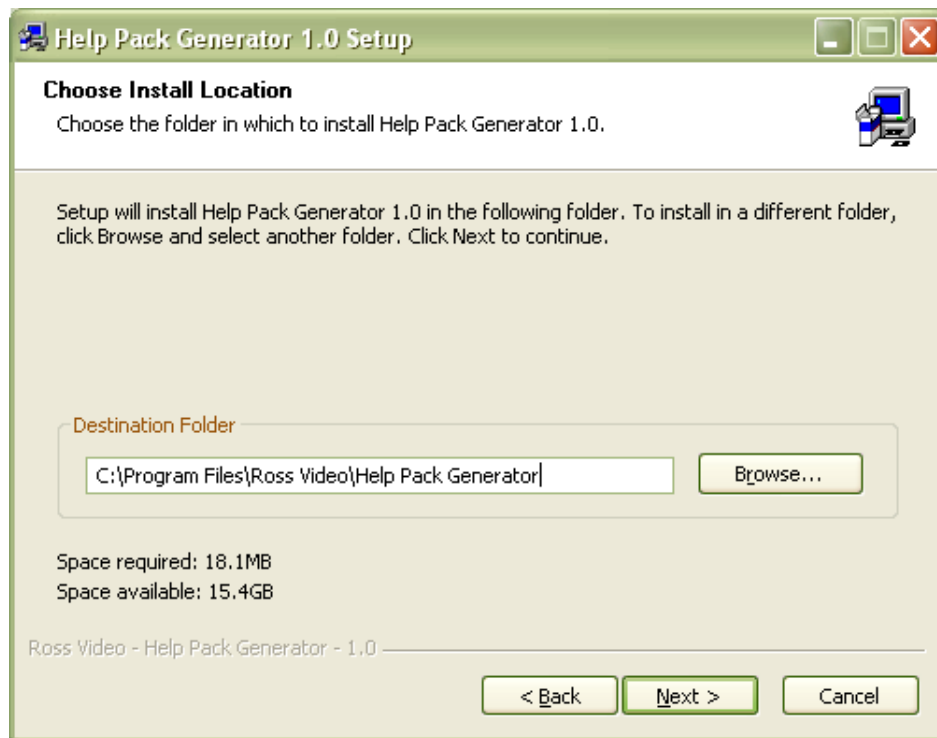 Help Pack Generator 1.0 Setup
Choose Install Location
Choose the folder in which to install Help Pack Generator 1.0.
Setup will install Help Pack Generator 1.0 in the following folder. To install in a different folder,
click Browse and select another folder. Click Next to continue.
Destination Folder
C:\Program Files\Ross Video\Help Pack Generator
Browse...
Space required: 18.1MB
Space available: 15.4GB
Ross Video - Help Pack Generator - 1.0
< Back
Next >
Cancel